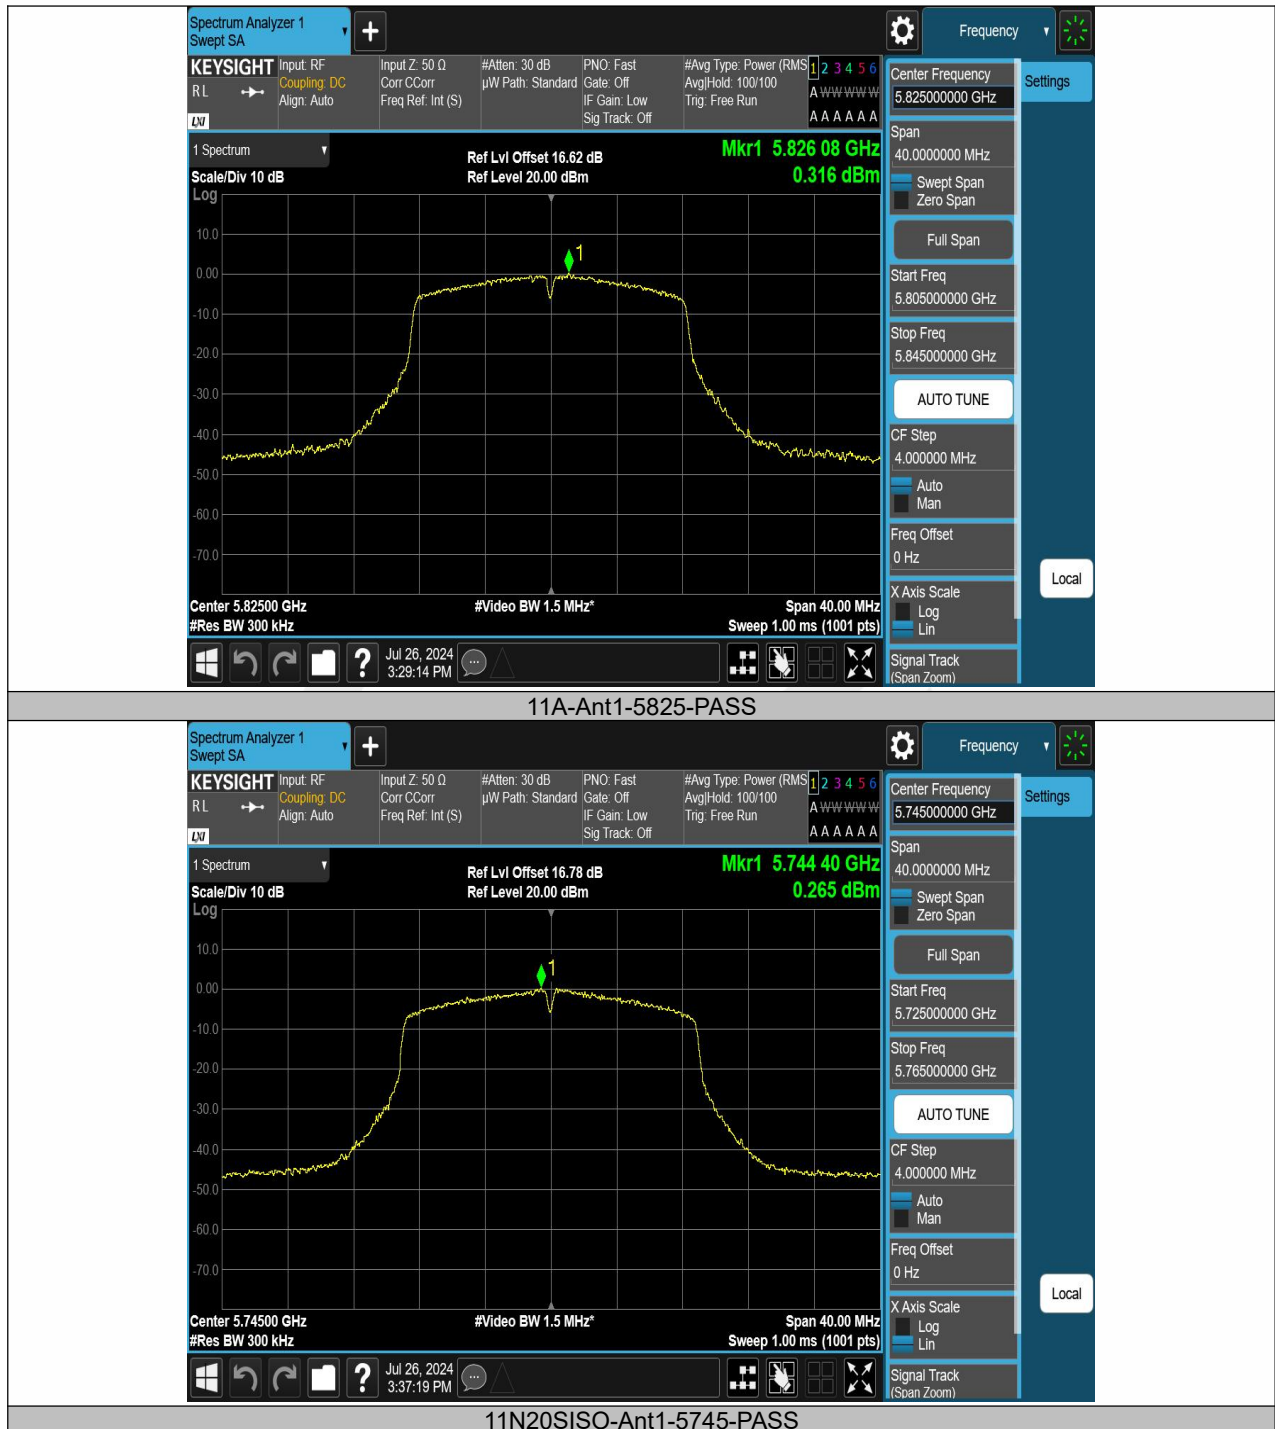 Spectrum Analyzer 1
Swept SA
Frequency
KEYSIGHT
R L
LXI
Input: RF
Coupling: DC
Align: Auto
Input Z: 50 Ω
Corr CCorr
Freq Ref: Int (S)
#Atten: 30 dB
µW Path: Standard
PNO: Fast
Gate: Off
IF Gain: Low
Sig Track: Off
#Avg Type: Power (RMS
Avg|Hold: 100/100
Trig: Free Run
1 2 3 4 5 6
A W W W W W
A A A A A A
1 Spectrum
Scale/Div 10 dB
Log
Ref Lvl Offset 16.62 dB
Ref Level 20.00 dBm
Mkr1 5.826 08 GHz
0.316 dBm
1
10.0
0.00
-10.0
-20.0
-30.0
-40.0
-50.0
-60.0
-70.0
Center 5.82500 GHz
#Res BW 300 kHz
#Video BW 1.5 MHz*
Span 40.00 MHz
Sweep 1.00 ms (1001 pts)
Jul 26, 2024
3:29:14 PM
Center Frequency
5.825000000 GHz
Span
40.0000000 MHz
Swept Span
Zero Span
Full Span
Start Freq
5.805000000 GHz
Stop Freq
5.845000000 GHz
AUTO TUNE
CF Step
4.000000 MHz
Auto
Man
Freq Offset
0 Hz
X Axis Scale
Log
Lin
Signal Track
(Span Zoom)
Settings
Local
11A-Ant1-5825-PASS
Spectrum Analyzer 1
Swept SA
Frequency
KEYSIGHT
R L
LXI
Input: RF
Coupling: DC
Align: Auto
Input Z: 50 Ω
Corr CCorr
Freq Ref: Int (S)
#Atten: 30 dB
µW Path: Standard
PNO: Fast
Gate: Off
IF Gain: Low
Sig Track: Off
#Avg Type: Power (RMS
Avg|Hold: 100/100
Trig: Free Run
1 2 3 4 5 6
A W W W W W
A A A A A A
1 Spectrum
Scale/Div 10 dB
Log
Ref Lvl Offset 16.78 dB
Ref Level 20.00 dBm
Mkr1 5.744 40 GHz
0.265 dBm
1
10.0
0.00
-10.0
-20.0
-30.0
-40.0
-50.0
-60.0
-70.0
Center 5.74500 GHz
#Res BW 300 kHz
#Video BW 1.5 MHz*
Span 40.00 MHz
Sweep 1.00 ms (1001 pts)
Jul 26, 2024
3:37:19 PM
Center Frequency
5.745000000 GHz
Span
40.0000000 MHz
Swept Span
Zero Span
Full Span
Start Freq
5.725000000 GHz
Stop Freq
5.765000000 GHz
AUTO TUNE
CF Step
4.000000 MHz
Auto
Man
Freq Offset
0 Hz
X Axis Scale
Log
Lin
Signal Track
(Span Zoom)
Settings
Local
11N20SISO-Ant1-5745-PASS